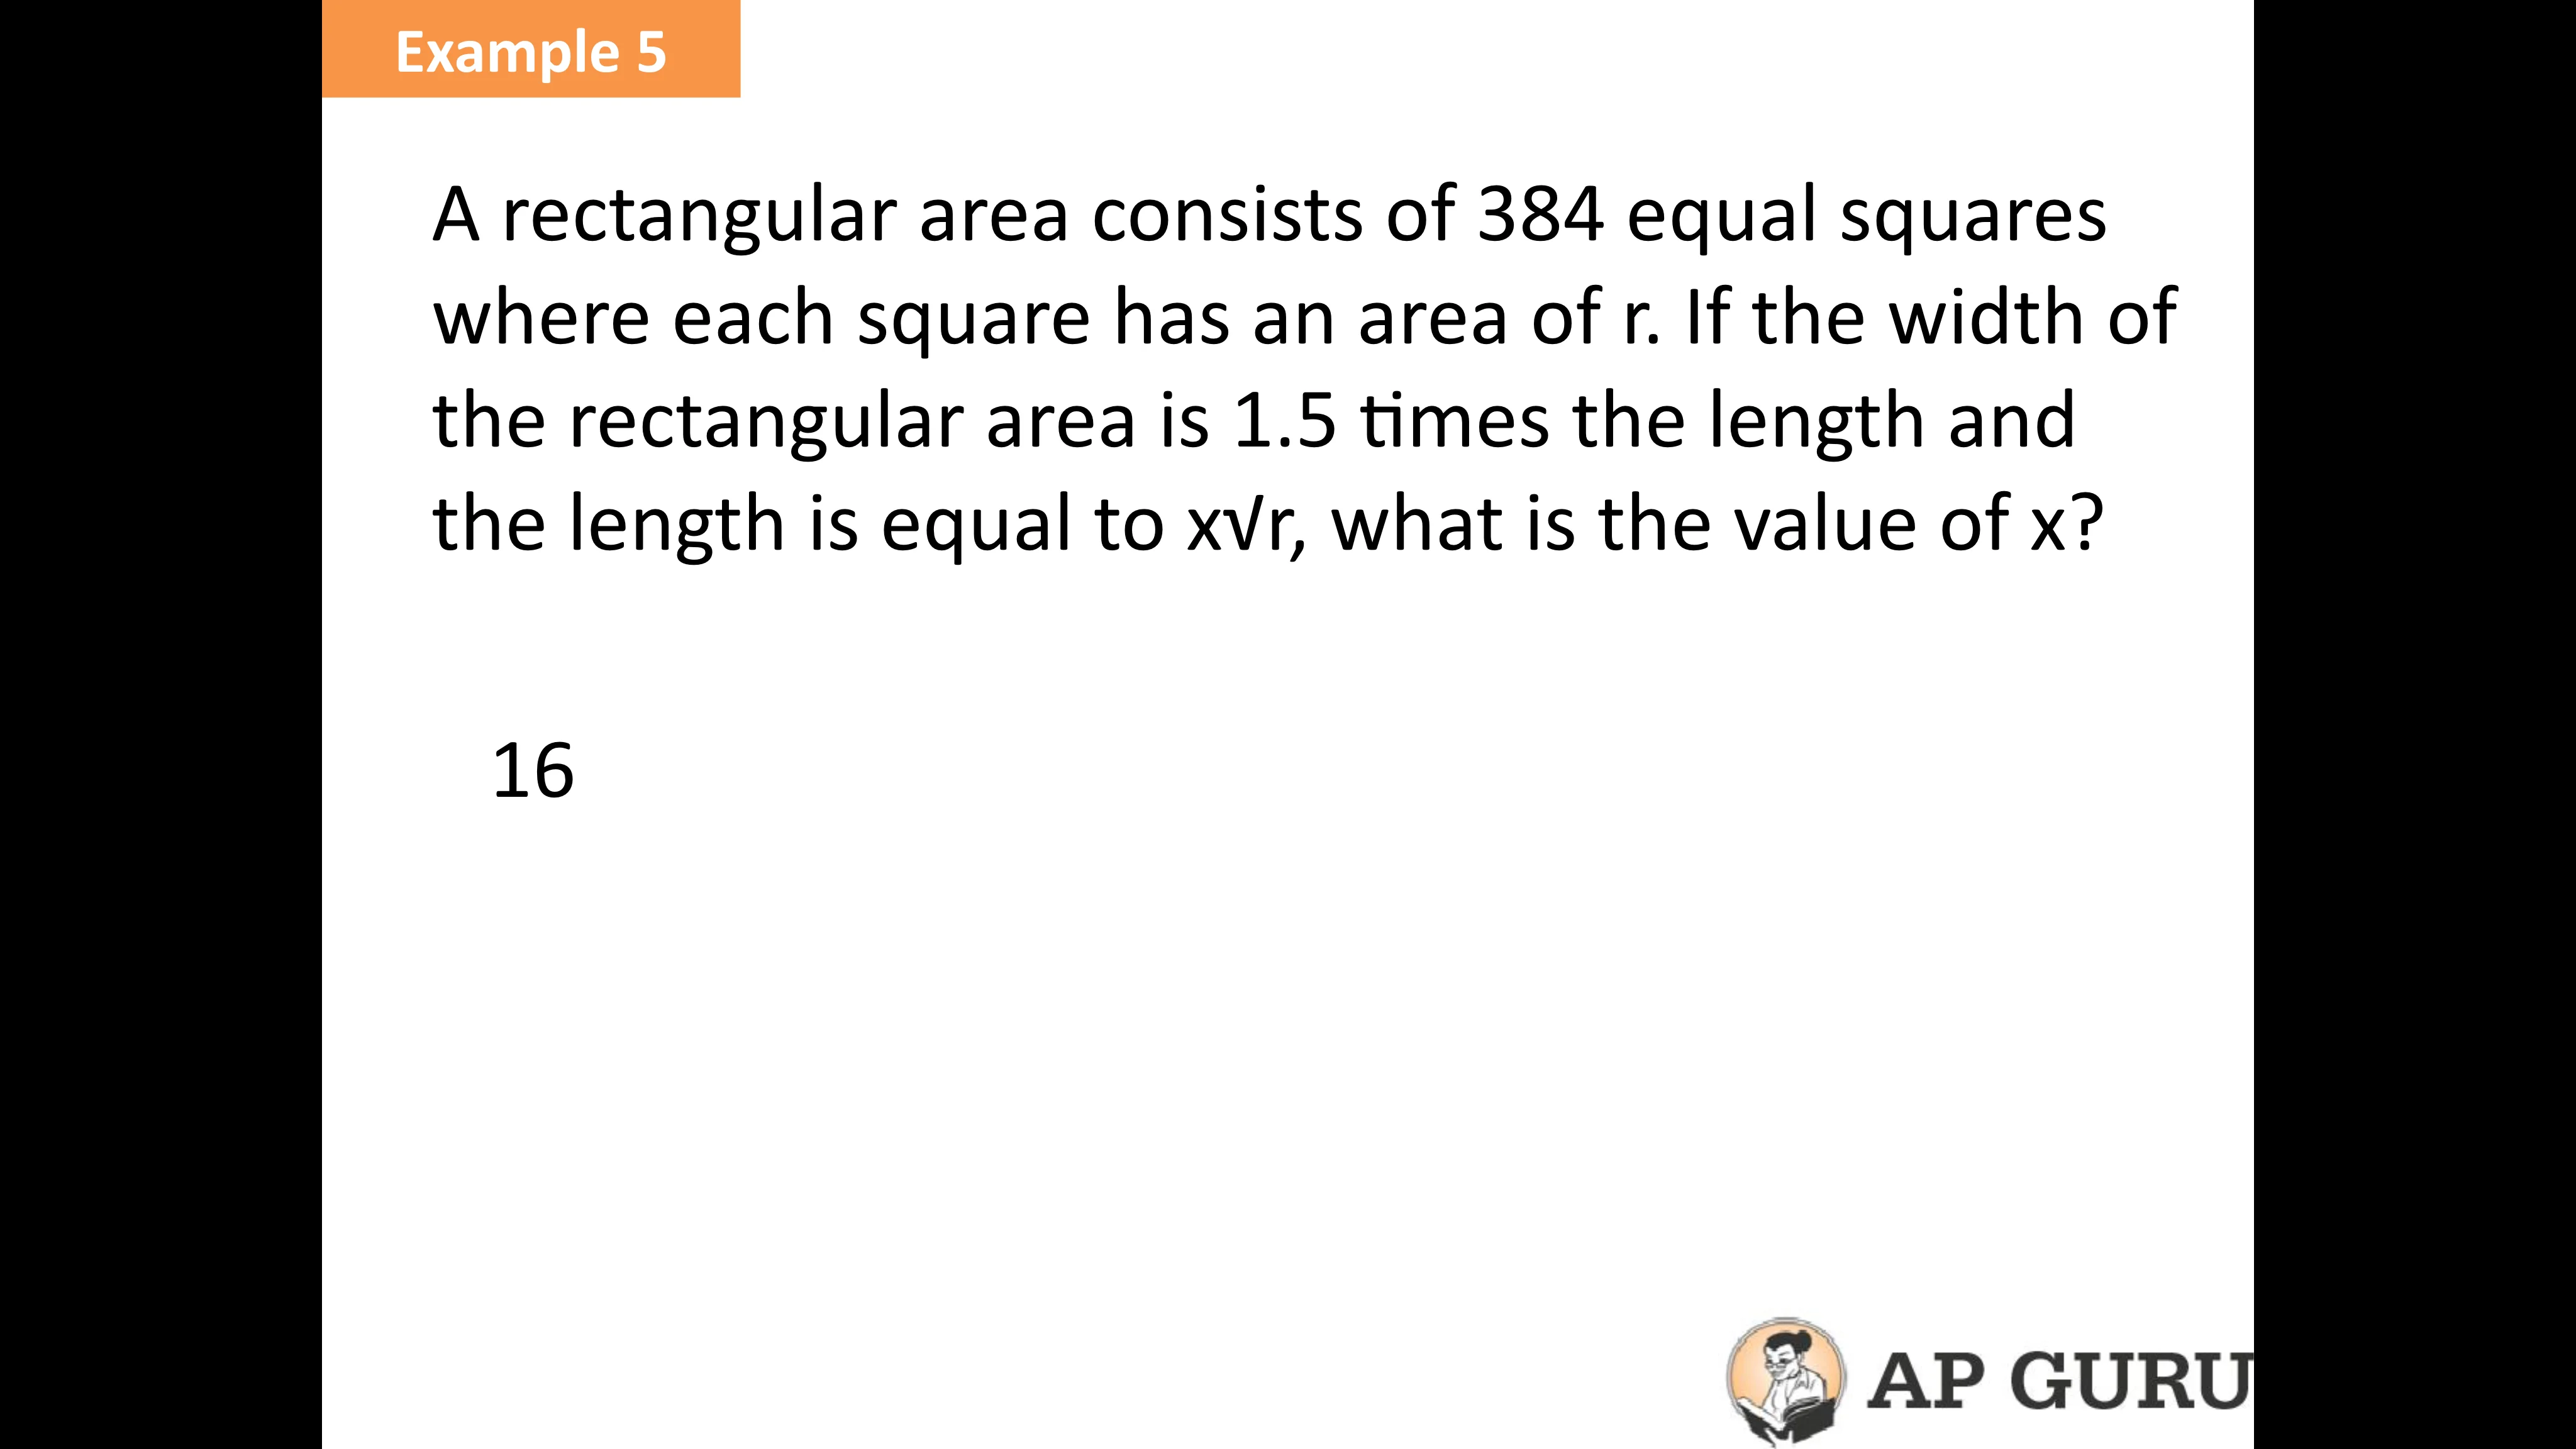 Example 5
A rectangular area consists of 384 equal squares
where each square has an area of r. If the width of
the rectangular area is 1.5 times the length and
the length is equal to x√r, what is the value of x?
16
AP GURU